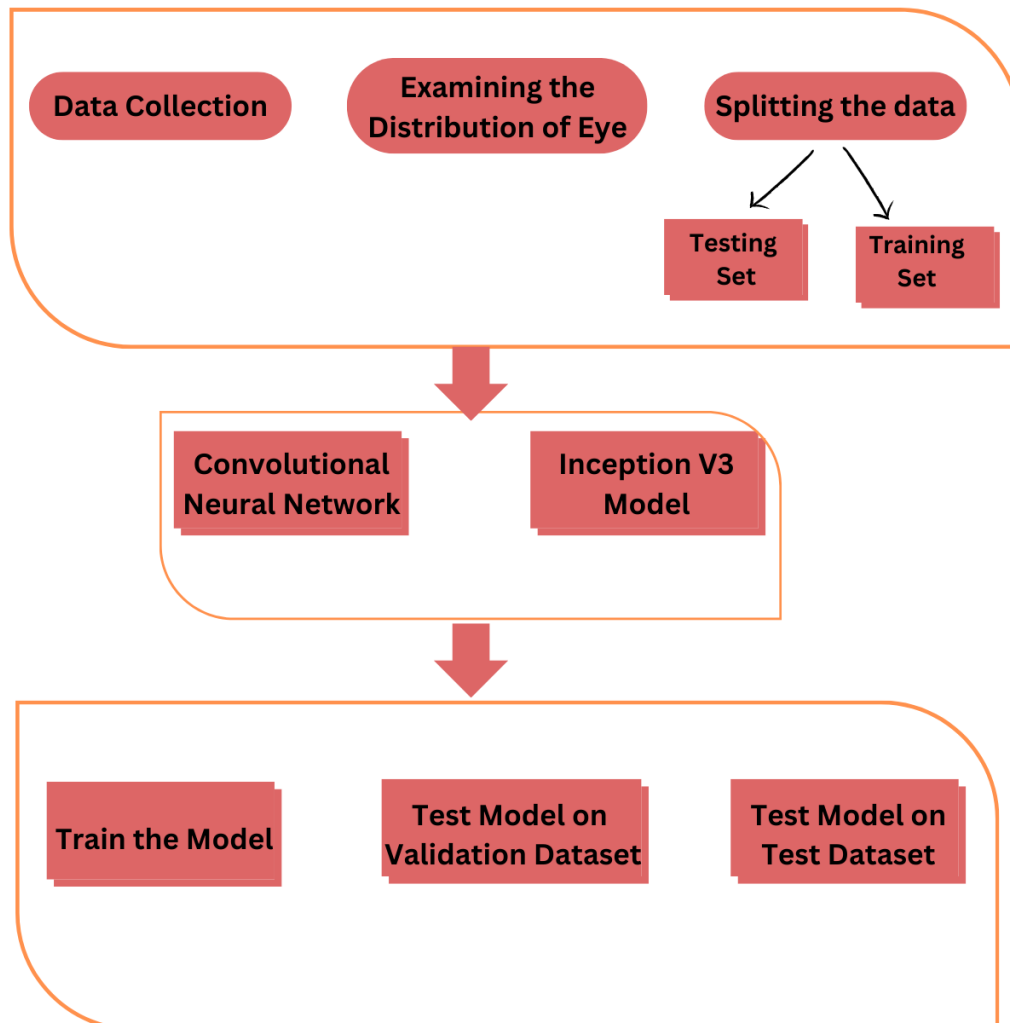 Data Collection
Examining the
Distribution of Eye
Splitting the data
Testing
Set
Training
Set
Convolutional
Neural Network
Inception V3
Model
Train the Model
Test Model on
Validation Dataset
Test Model on
Test Dataset